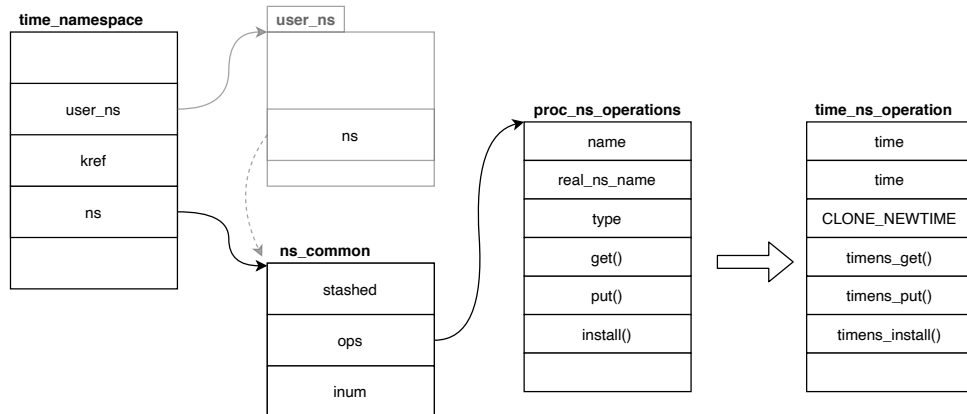 time_namespace
user_ns
kref
ns
user_ns
ns
ns_common
stashed
ops
inum
proc_ns_operations
name
real_ns_name
type
get()
put()
install()
time_ns_operation
time
time
CLONE_NEWTIME
timens_get()
timens_put()
timens_install()